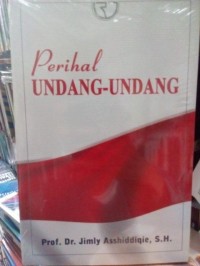 Perihal
UNDANG-UNDANG
Prof. Dr. Jimly Asshiddiqie, S.H.